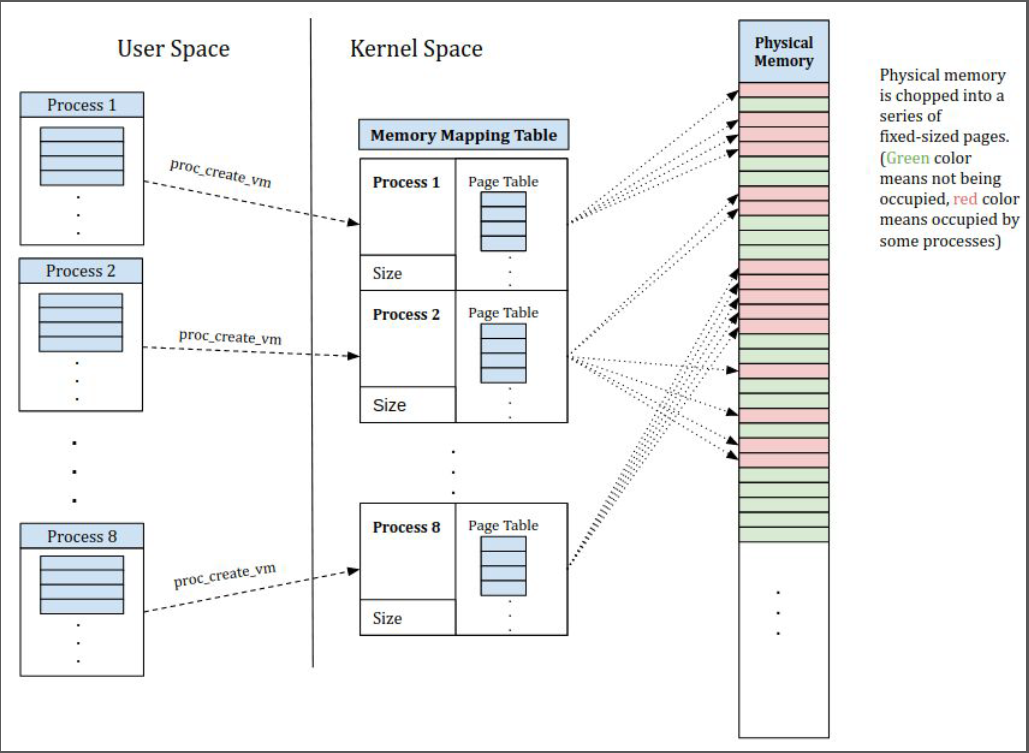 User Space
Kernel Space
Process 1
proc_create_vm
Process 2
proc_create_vm
Process 8
proc_create_vm
Memory Mapping Table
Process 1
Page Table
Size
Process 2
Page Table
Size
Process 8
Page Table
Size
Physical
Memory
Physical memory
is chopped into a
series of
fixed-sized pages.
(Green color
means not being
occupied, red color
means occupied by
some processes)